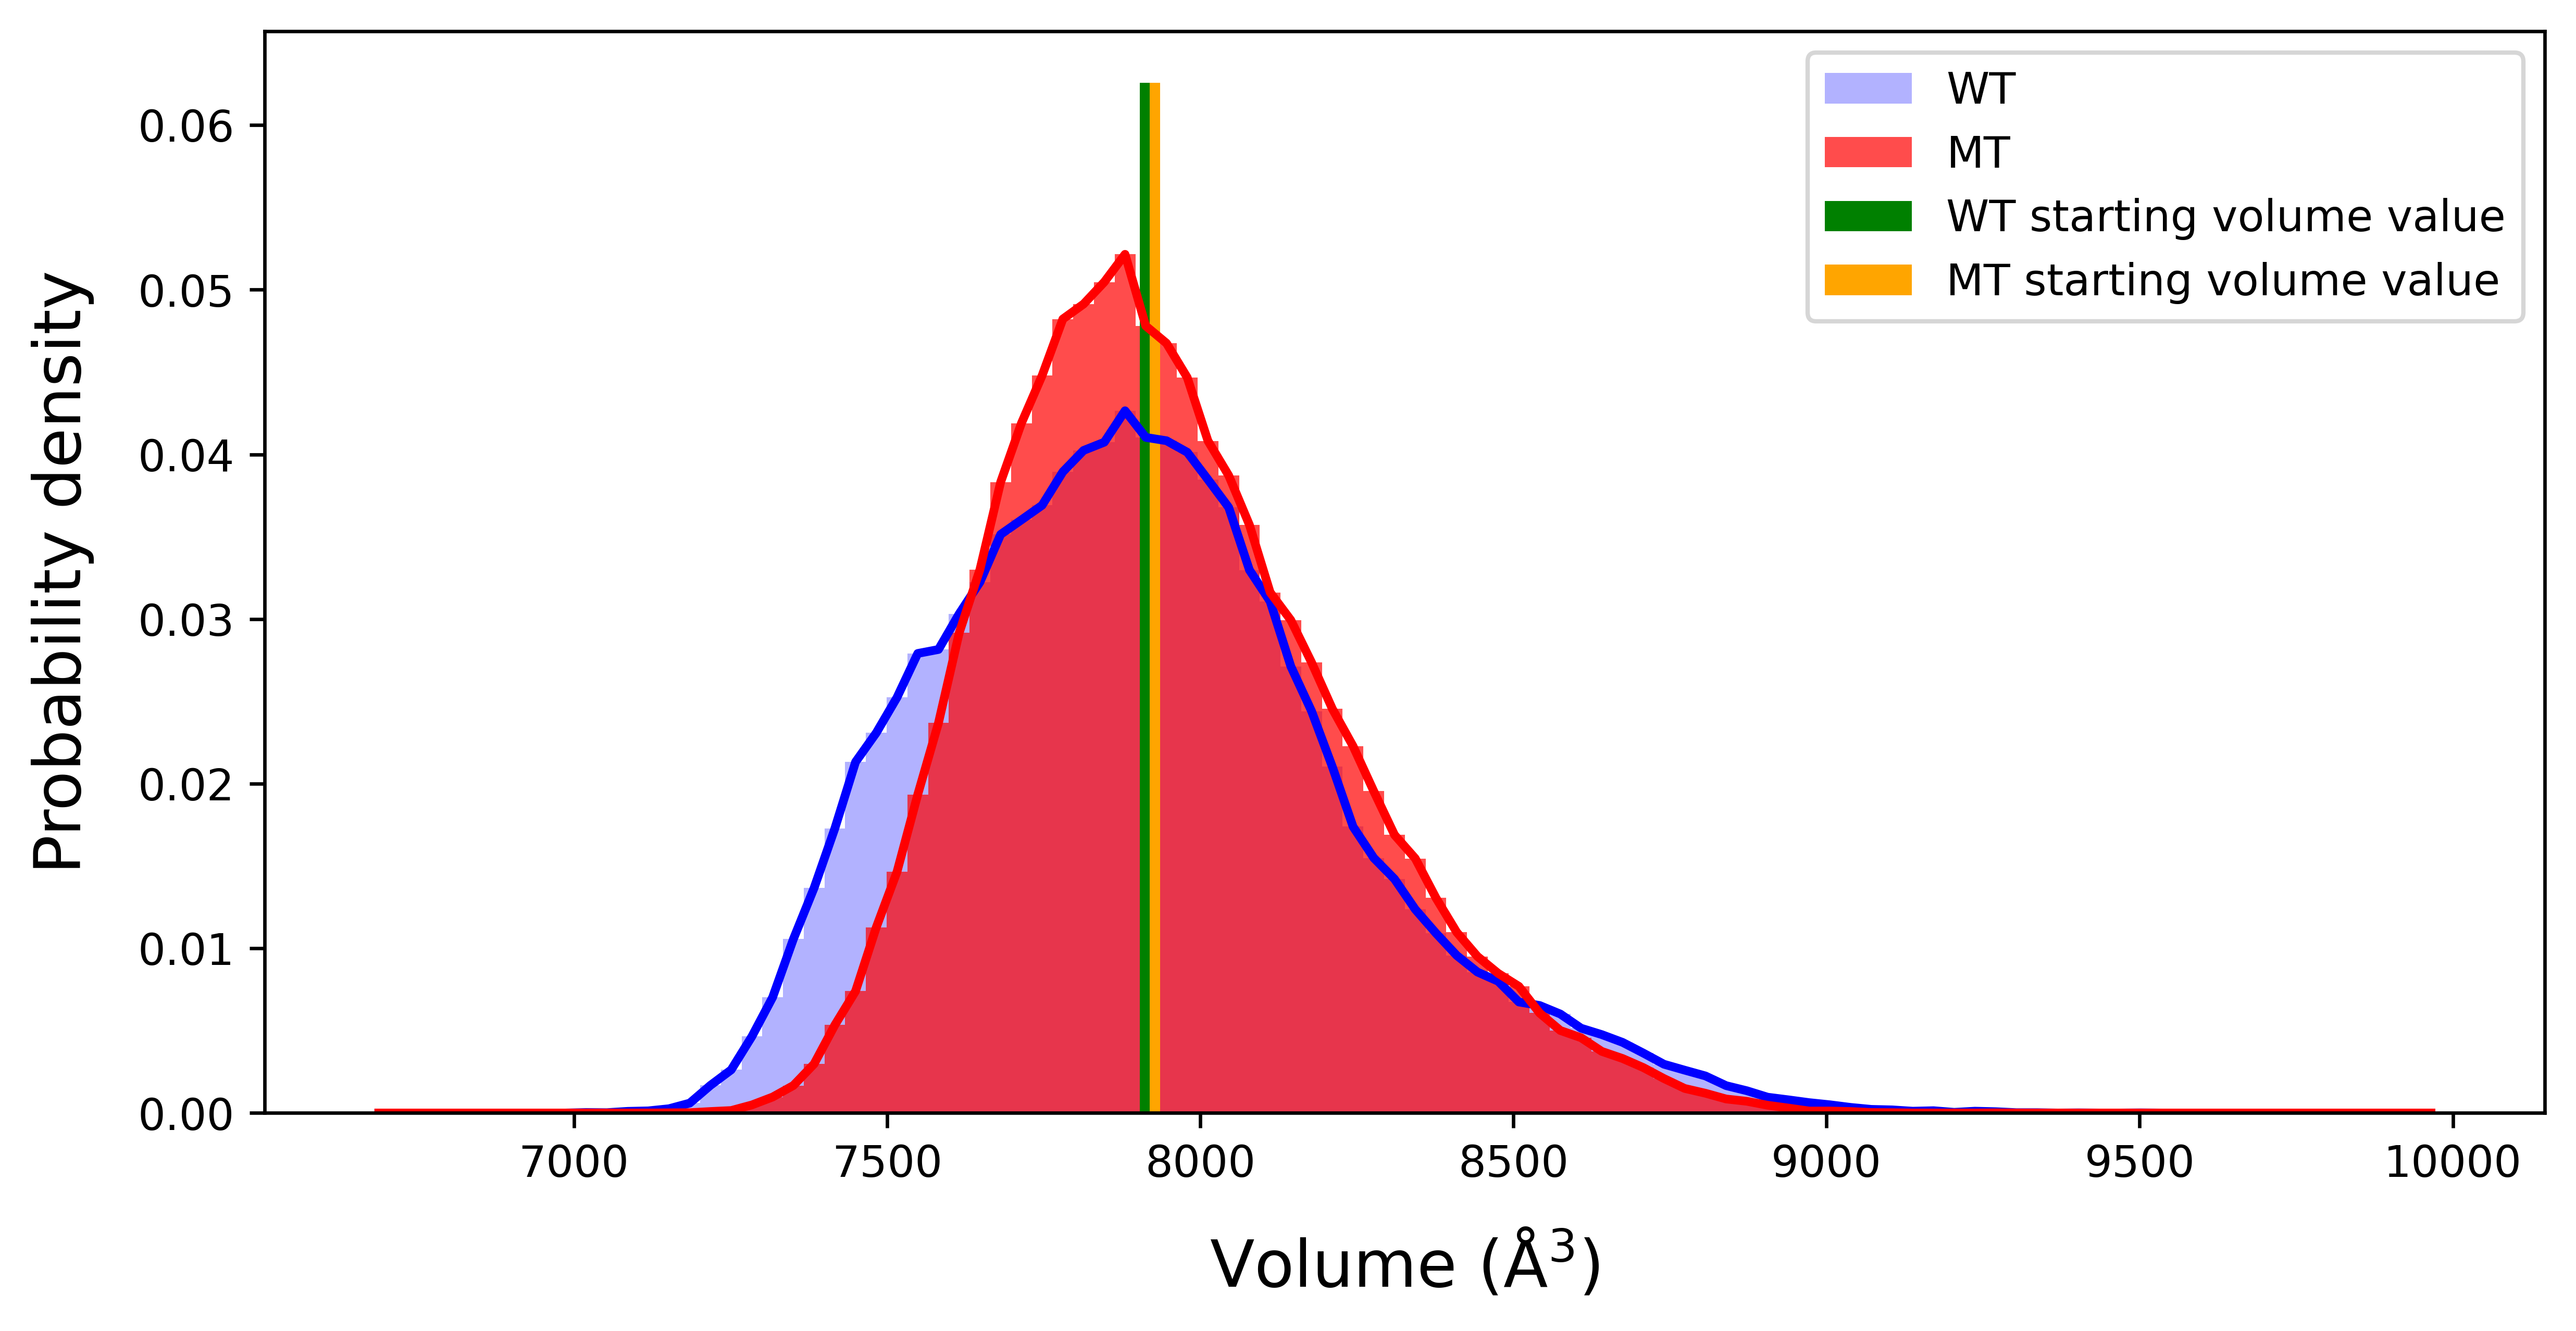 Probability density
0.06
0.05
0.04
0.03
0.02
0.01
0.00
WT
MT
WT starting volume value
MT starting volume value
7000 7500 8000 8500 9000 9500 10000
Volume (Å³)